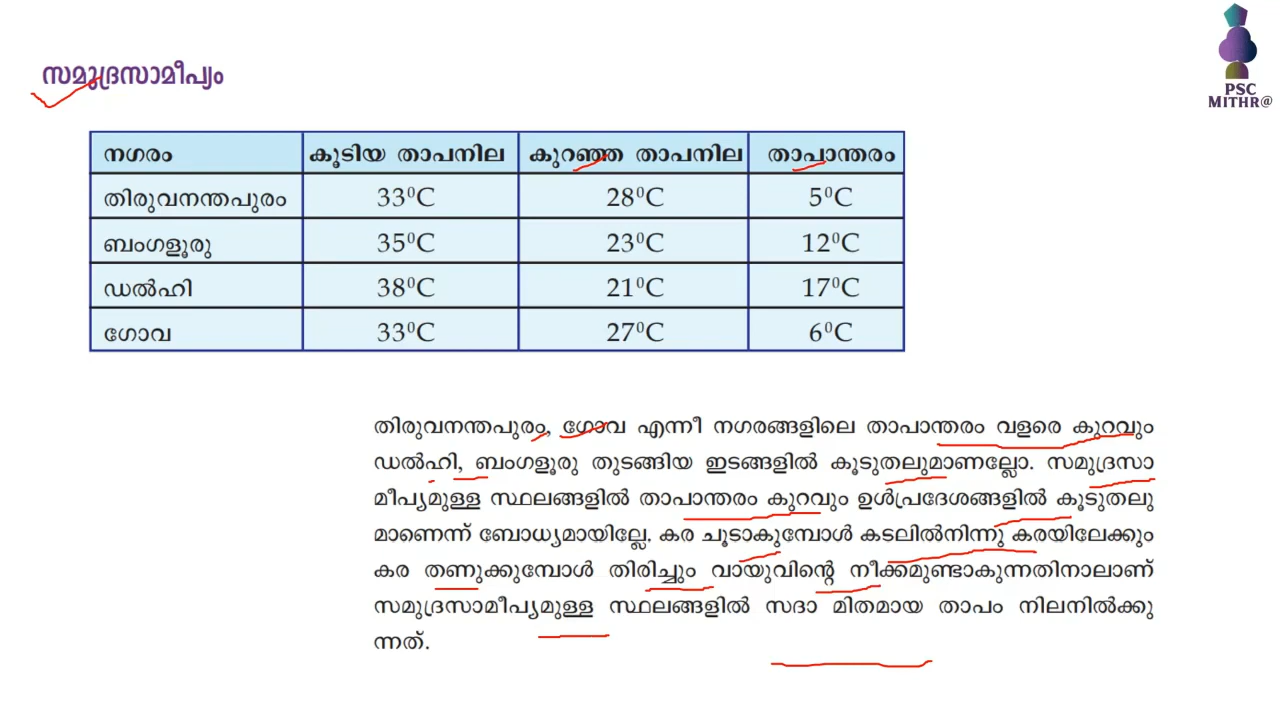 PSC
MITHR@
സമുദ്രസാമീപ്യം
നഗരം കൂടിയ താപനില കുറഞ്ഞ താപനില താപാന്തരം
തിരുവനന്തപുരം 33⁰C 28⁰C 5⁰C
ബംഗളൂരു 35⁰C 23⁰C 12⁰C
ഡൽഹി 38⁰C 21⁰C 17⁰C
ഗോവ 33⁰C 27⁰C 6⁰C
തിരുവനന്തപുരം, ഗോവ എന്നീ നഗരങ്ങളിലെ താപാന്തരം വളരെ കുറവും
ഡൽഹി, ബംഗളൂരു തുടങ്ങിയ ഇടങ്ങളിൽ കൂടുതലുമാണല്ലോ. സമുദ്രസാ
മീപ്യമുള്ള സ്ഥലങ്ങളിൽ താപാന്തരം കുറവും ഉൾപ്രദേശങ്ങളിൽ കൂടുതലു
മാണെന്ന് ബോധ്യമായില്ലേ. കര ചൂടാകുമ്പോൾ കടലിൽനിന്നു കരയിലേക്കും
കര തണുക്കുമ്പോൾ തിരിച്ചും വായുവിന്റെ നീക്കമുണ്ടാകുന്നതിനാലാണ്
സമുദ്രസാമീപ്യമുള്ള സ്ഥലങ്ങളിൽ സദാ മിതമായ താപം നിലനിൽക്കു
ന്നത്.